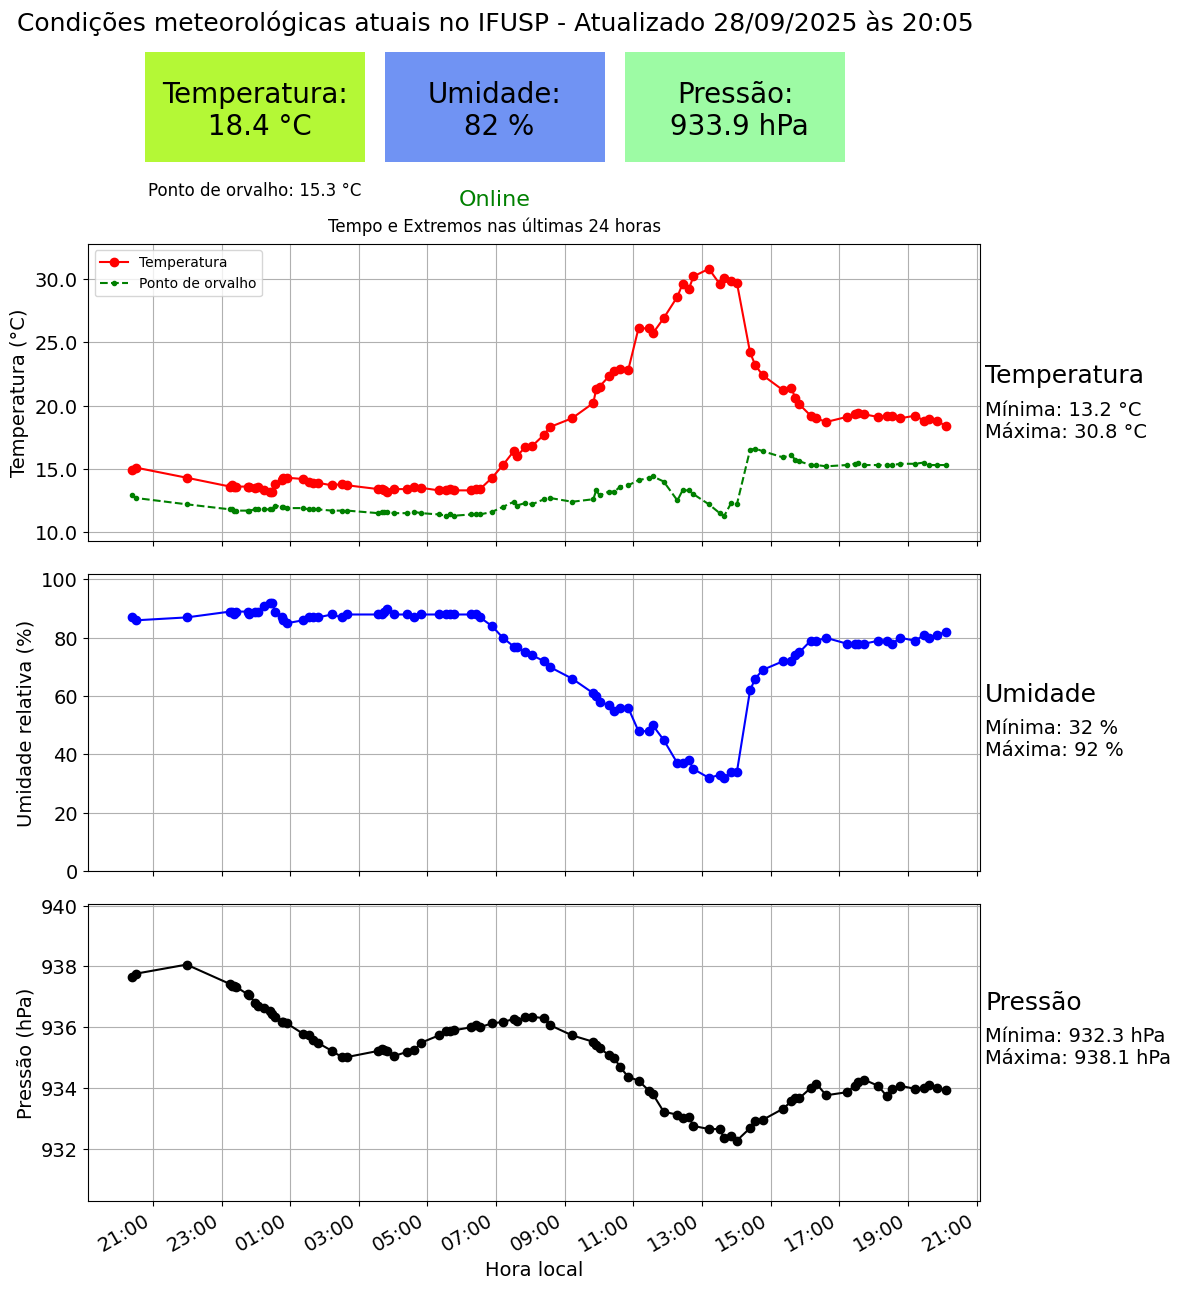 Condições meteorológicas atuais no IFUSP - Atualizado 28/09/2025 às 20:05
Temperatura:
18.4 °C
Umidade:
82 %
Pressão:
933.9 hPa
Ponto de orvalho: 15.3 °C
Online
Tempo e Extremos nas últimas 24 horas
Temperatura
Ponto de orvalho
Temperatura (°C)
30.0
25.0
20.0
15.0
10.0
Temperatura
Mínima: 13.2 °C
Máxima: 30.8 °C
Umidade relativa (%)
100
80
60
40
20
0
Umidade
Mínima: 32 %
Máxima: 92 %
Pressão (hPa)
940
938
936
934
932
Pressão
Mínima: 932.3 hPa
Máxima: 938.1 hPa
21:00 23:00 01:00 03:00 05:00 07:00 09:00 11:00 13:00 15:00 17:00 19:00 21:00
Hora local